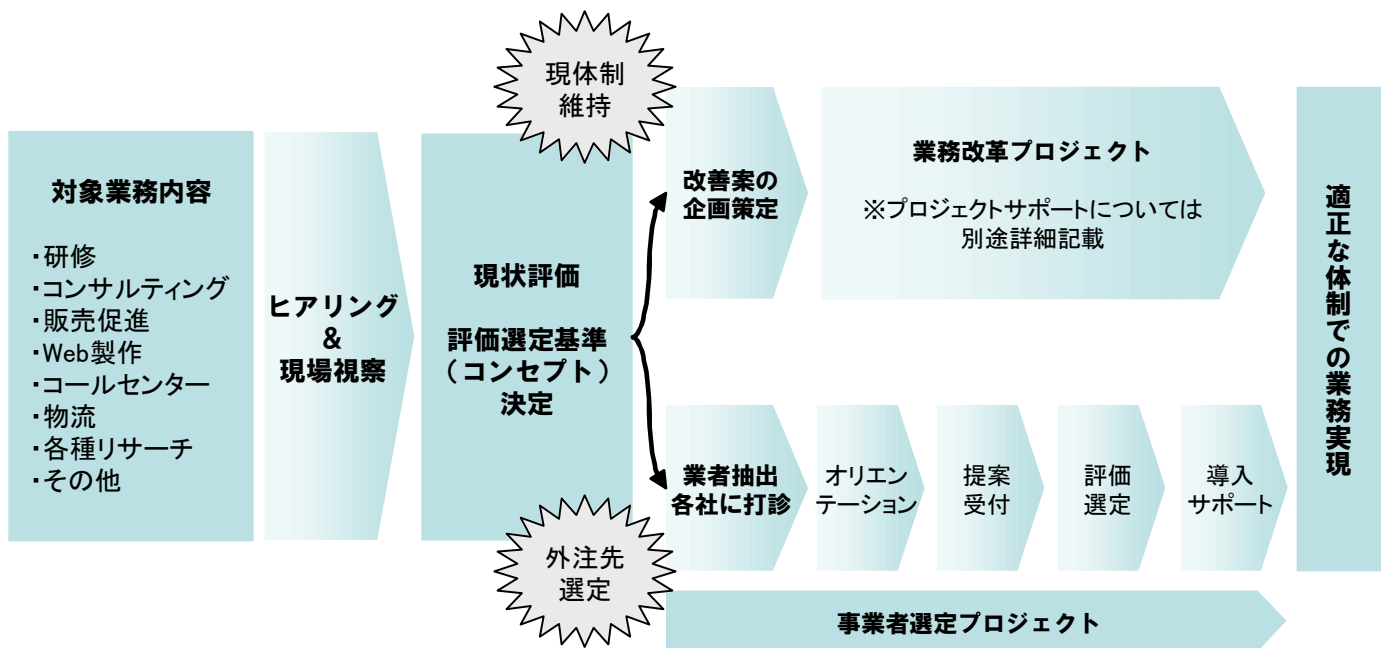 対象業務内容
・研修
・コンサルティング
・販売促進
・Web製作
・コールセンター
・物流
・各種リサーチ
・その他
ヒアリング
&
現場視察
現状評価
評価選定基準
（コンセプト）
決定
現体制
維持
改善案の
企画策定
業務改革プロジェクト
※プロジェクトサポートについては
別途詳細記載
外注先
選定
業者抽出
各社に打診
オリエン
テーション
提案
受付
評価
選定
導入
サポート
事業者選定プロジェクト
適正な体制での業務実現